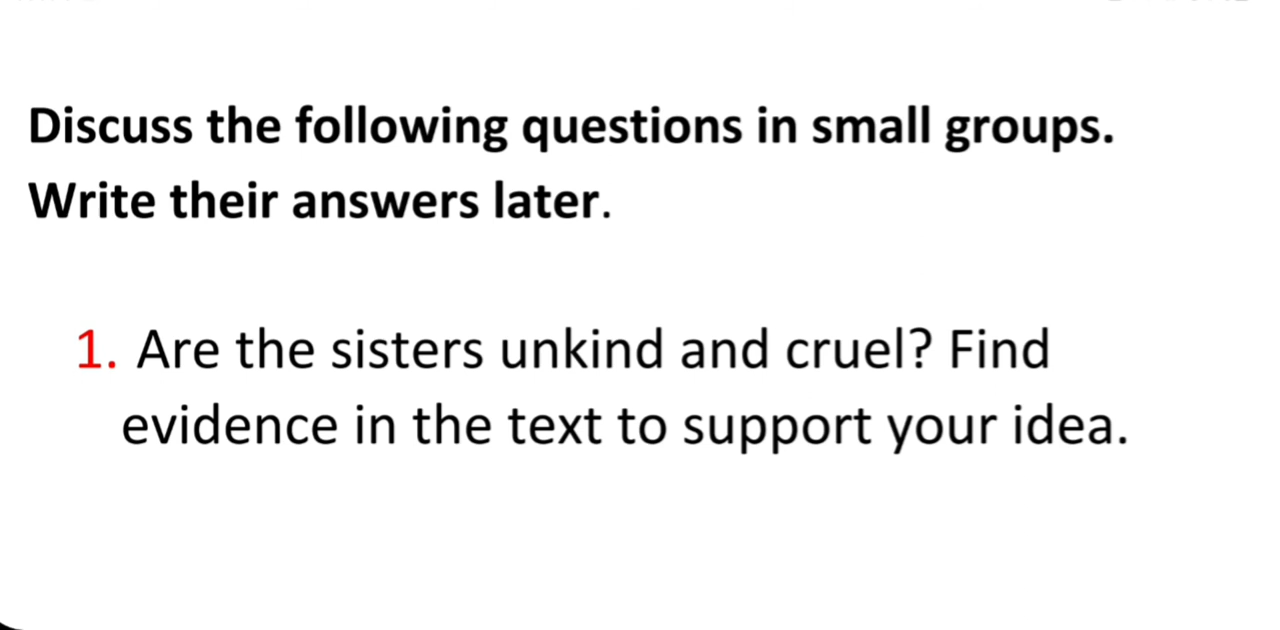 Discuss the following questions in small groups.
Write their answers later.
1. Are the sisters unkind and cruel? Find
evidence in the text to support your idea.